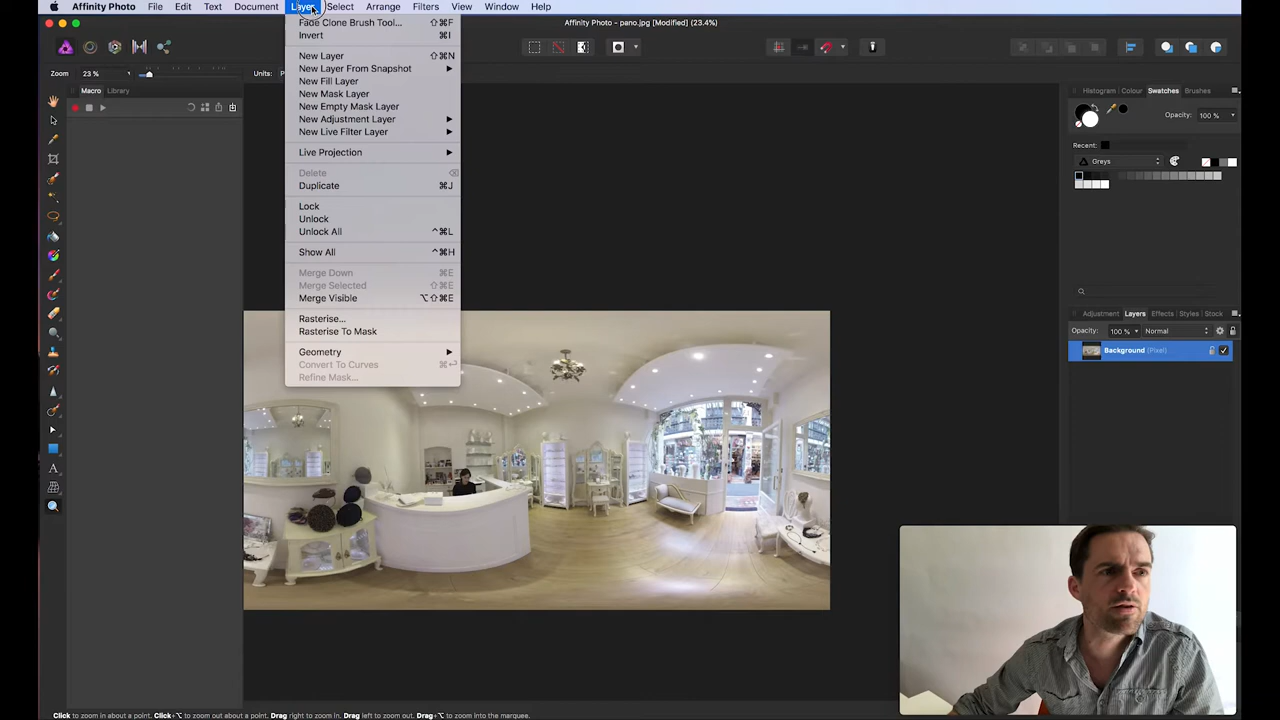 Affinity Photo File Edit Text Document Layer Select Arrange Filters View Window Help
Affinity Photo - pano.jpg [Modified] (23.4%)
Zoom 23 % Units:
Macro Library
Fade Clone Brush Tool... ⇧⌘F
Invert ⌘I
New Layer ⇧⌘N
New Layer From Snapshot
New Fill Layer
New Mask Layer
New Empty Mask Layer
New Adjustment Layer
New Live Filter Layer
Live Projection
Delete ⌫
Duplicate ⌘J
Lock
Unlock
Unlock All ^⌘L
Show All ^⌘H
Merge Down ⌘E
Merge Selected ⇧⌘E
Merge Visible ⌥⇧⌘E
Rasterise...
Rasterise To Mask
Geometry
Convert To Curves ⌘↩
Refine Mask...
Histogram Colour Swatches Brushes
Opacity: 100 %
Recent:
Greys
Adjustment Layers Effects Styles Stock
Opacity: 100 % Normal
Background (Pixel)
Click to zoom in about a point. Click+⌥ to zoom out about a point. Drag right to zoom in. Drag left to zoom out. Drag+⌥ to zoom into the marquee.